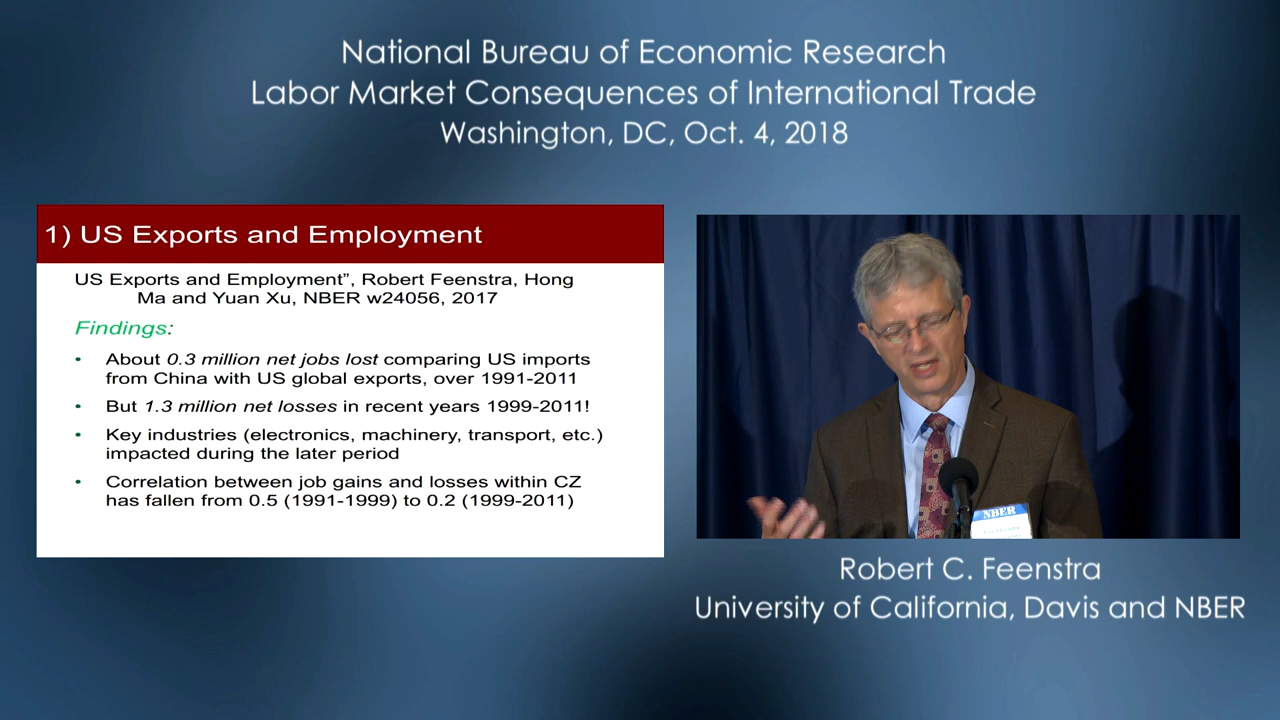 National Bureau of Economic Research
Labor Market Consequences of International Trade
Washington, DC, Oct. 4, 2018
1) US Exports and Employment
US Exports and Employment”, Robert Feenstra, Hong
Ma and Yuan Xu, NBER w24056, 2017
Findings:
• About 0.3 million net jobs lost comparing US imports
from China with US global exports, over 1991-2011
• But 1.3 million net losses in recent years 1999-2011!
• Key industries (electronics, machinery, transport, etc.)
impacted during the later period
• Correlation between job gains and losses within CZ
has fallen from 0.5 (1991-1999) to 0.2 (1999-2011)
NBER
Robert C. Feenstra
University of California, Davis and NBER